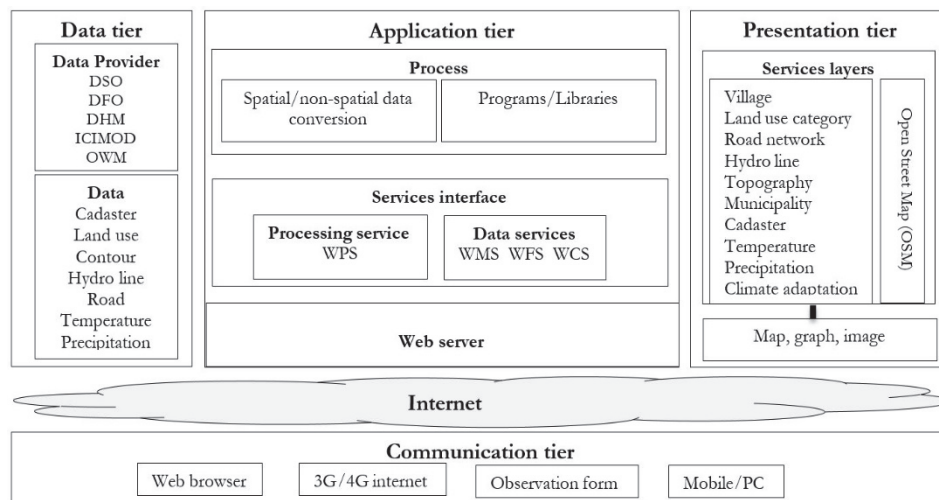 Data tier
Data Provider
DSO
DFO
DHM
ICIMOD
OWM
Data
Cadaster
Land use
Contour
Hydro line
Road
Temperature
Precipitation
Application tier
Process
Spatial/non-spatial data
conversion
Programs/Libraries
Services interface
Processing service
WPS
Data services
WMS WFS WCS
Web server
Presentation tier
Services layers
Village
Land use category
Road network
Hydro line
Topography
Municipality
Cadaster
Temperature
Precipitation
Climate adaptation
Open Street Map (OSM)
Map, graph, image
Internet
Communication tier
Web browser
3G/4G internet
Observation form
Mobile/PC